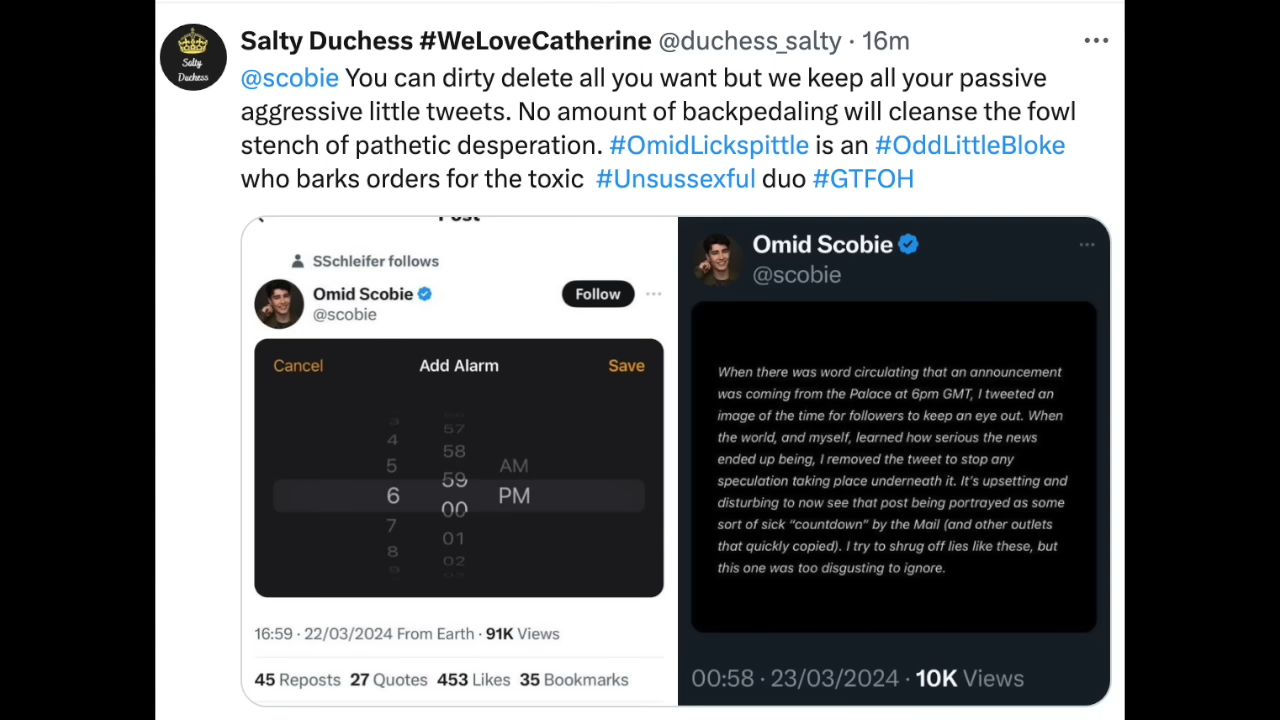 Salty Duchess #WeLoveCatherine @duchess_salty · 16m
Salty
Duchess
@scobie You can dirty delete all you want but we keep all your passive
aggressive little tweets. No amount of backpedaling will cleanse the fowl
stench of pathetic desperation. #OmidLickspittle is an #OddLittleBloke
who barks orders for the toxic #Unsussexful duo #GTFOH
Post
SSchleifer follows
Omid Scobie
@scobie
Follow
Cancel Add Alarm Save
3
4
5
6
7
8
9
57
58
59
00
01
02
AM
PM
16:59 · 22/03/2024 From Earth · 91K Views
45 Reposts 27 Quotes 453 Likes 35 Bookmarks
Omid Scobie
@scobie
When there was word circulating that an announcement
was coming from the Palace at 6pm GMT, I tweeted an
image of the time for followers to keep an eye out. When
the world, and myself, learned how serious the news
ended up being, I removed the tweet to stop any
speculation taking place underneath it. It's upsetting and
disturbing to now see that post being portrayed as some
sort of sick "countdown" by the Mail (and other outlets
that quickly copied). I try to shrug off lies like these, but
this one was too disgusting to ignore.
00:58 · 23/03/2024 · 10K Views